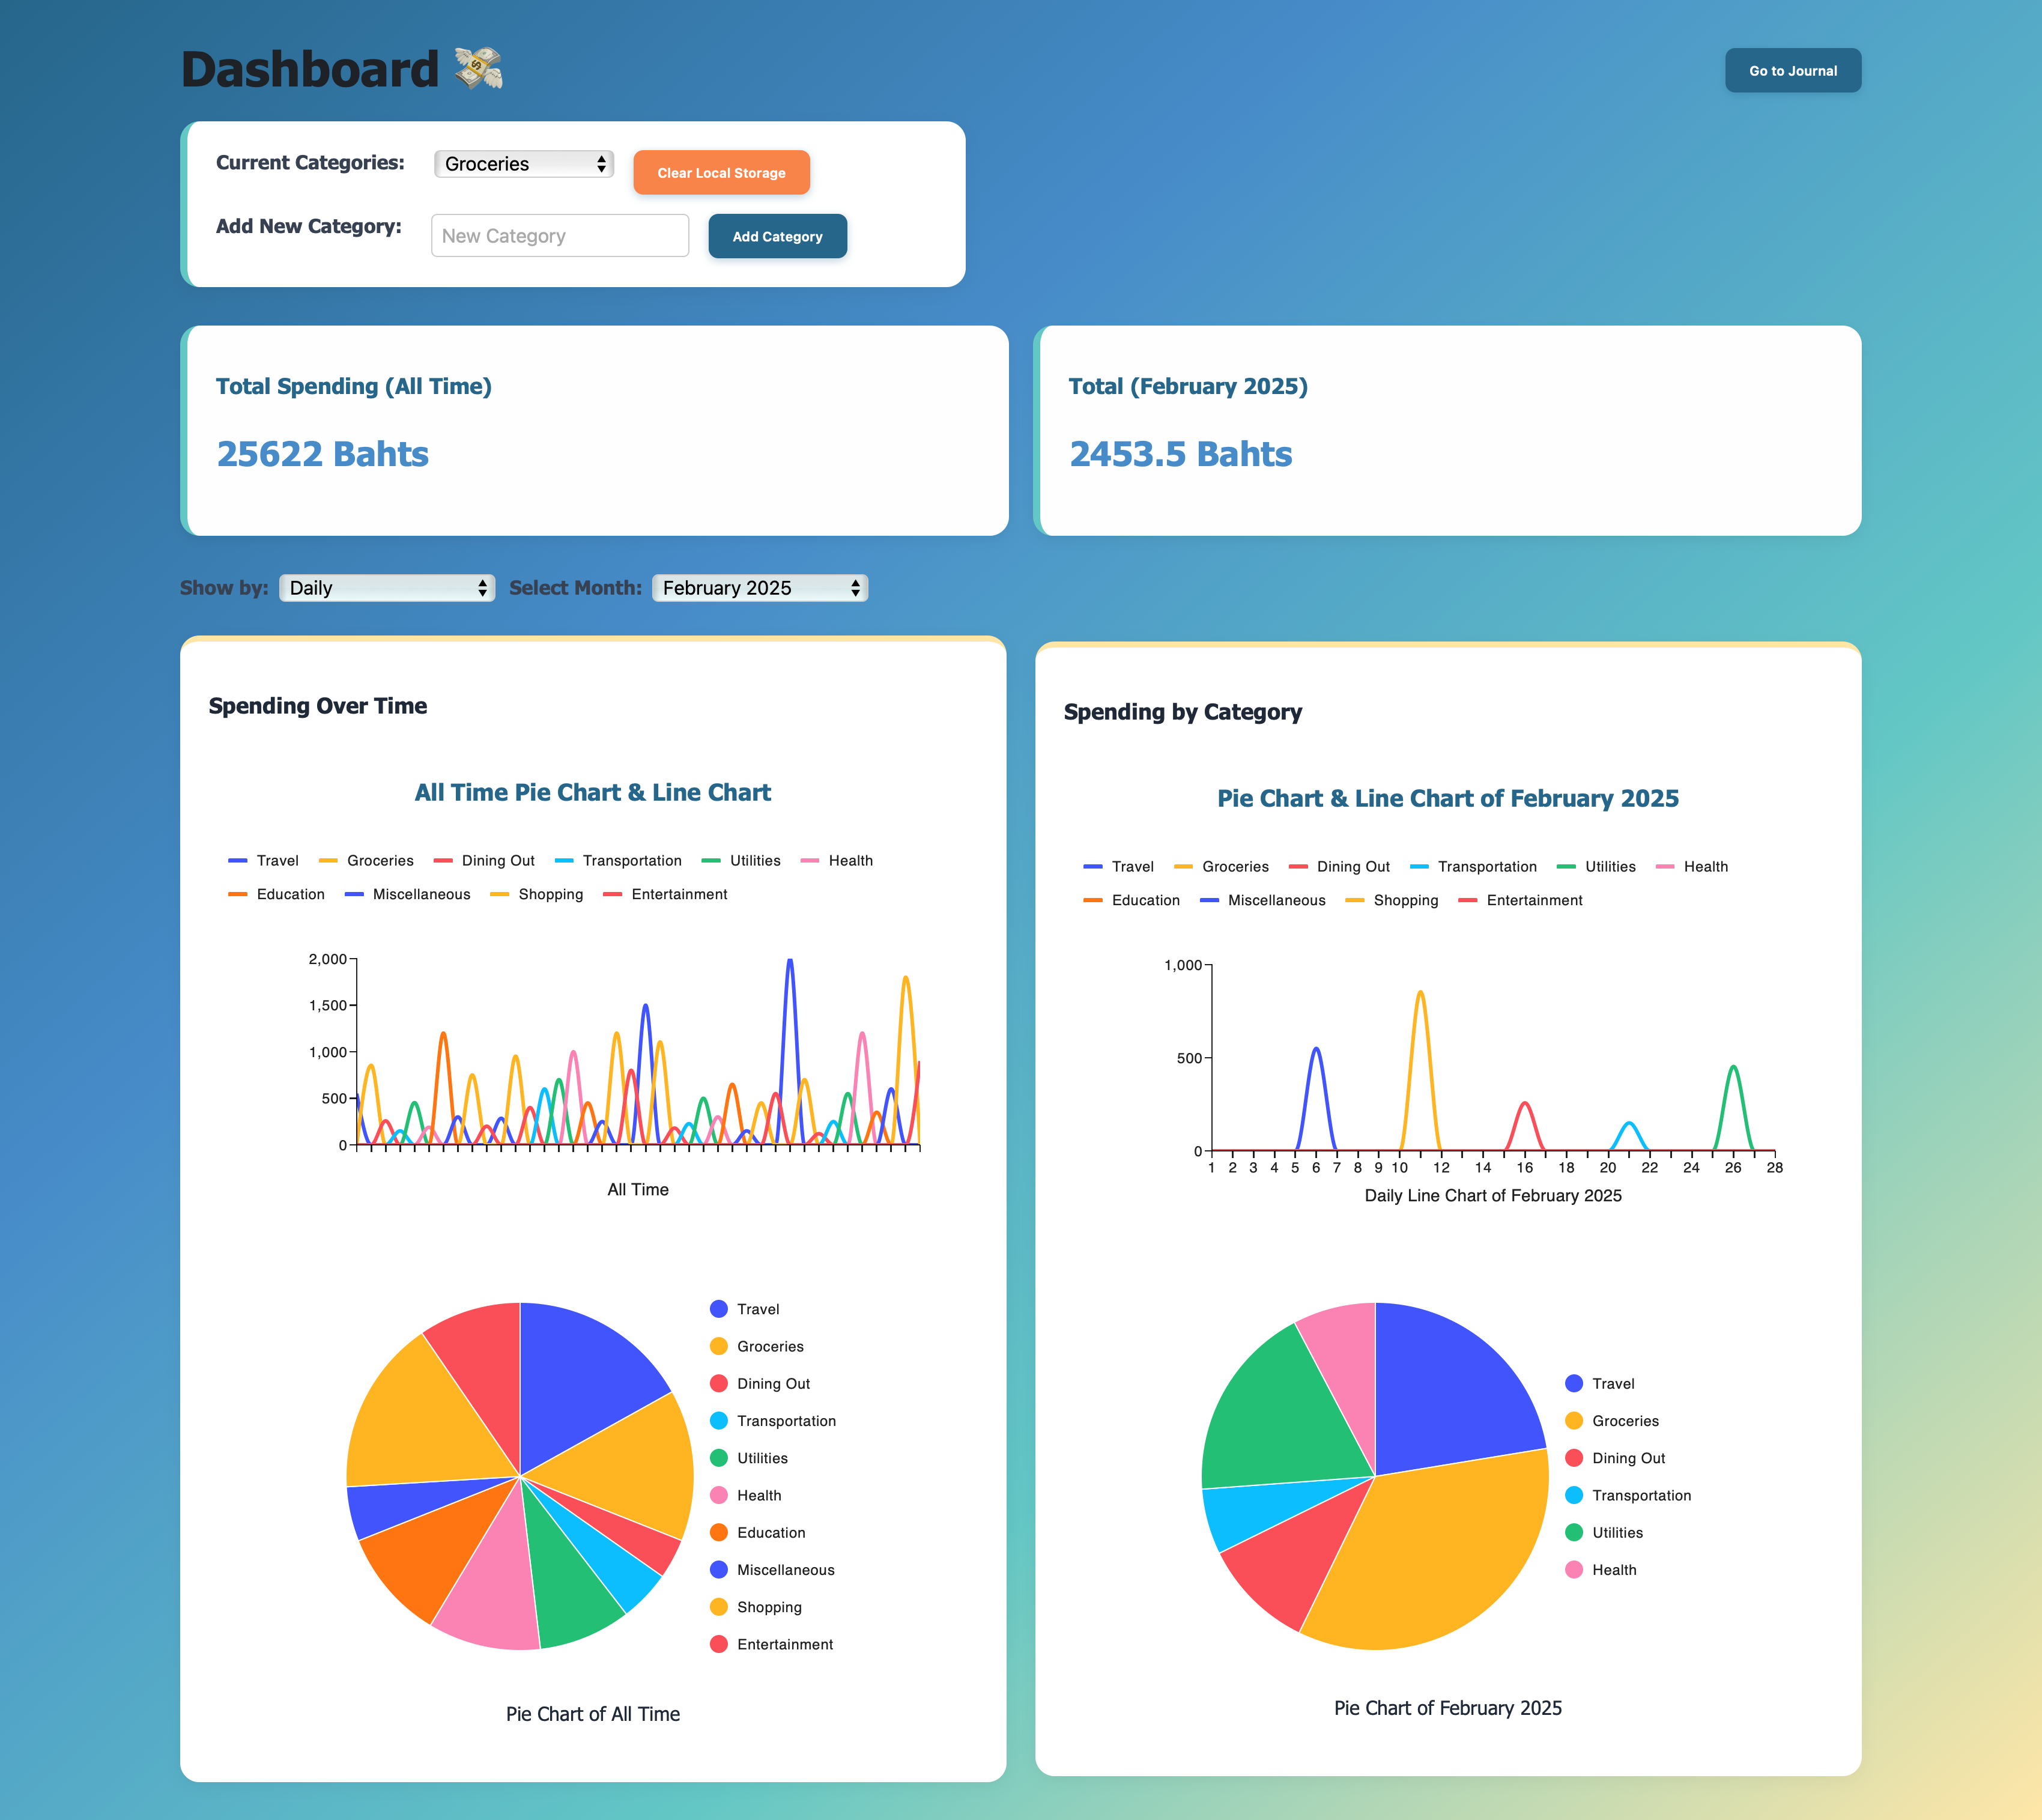 Dashboard 💸
Go to Journal
Current Categories:
Groceries
Clear Local Storage
Add New Category:
New Category
Add Category
Total Spending (All Time)
25622 Bahts
Total (February 2025)
2453.5 Bahts
Show by:
Daily
Select Month:
February 2025
Spending Over Time
All Time Pie Chart & Line Chart
Travel Groceries Dining Out Transportation Utilities Health
Education Miscellaneous Shopping Entertainment
2,000
1,500
1,000
500
0
All Time
Travel
Groceries
Dining Out
Transportation
Utilities
Health
Education
Miscellaneous
Shopping
Entertainment
Pie Chart of All Time
Spending by Category
Pie Chart & Line Chart of February 2025
Travel Groceries Dining Out Transportation Utilities Health
Education Miscellaneous Shopping Entertainment
1,000
500
0
1 2 3 4 5 6 7 8 9 10 12 14 16 18 20 22 24 26 28
Daily Line Chart of February 2025
Travel
Groceries
Dining Out
Transportation
Utilities
Health
Pie Chart of February 2025